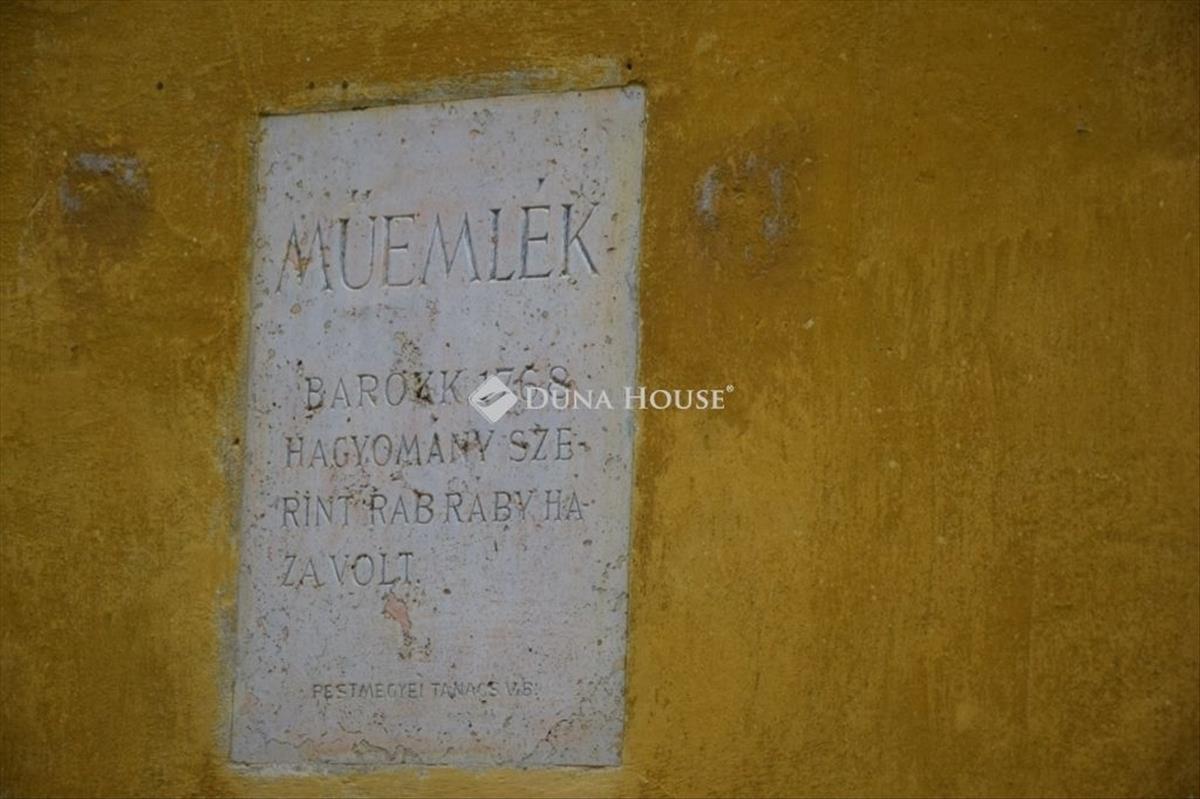 MŰEMLÉK
BAROKK 1768
HAGYOMÁNY SZE-
RINT RAB RÁBY HÁ-
ZA VOLT.
PESTMEGYEI TANÁCS V.B.
DUNA HOUSE®